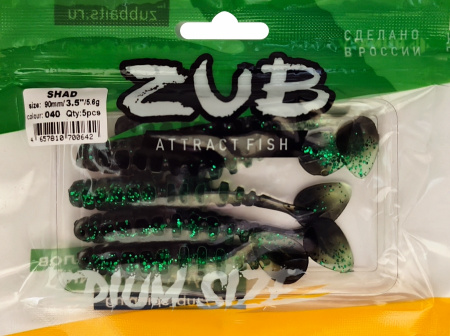 zubbaits.ru
СДЕЛАНО
В РОССИИ
ZUB
ATTRACT FISH
SHAD
size: 90mm/3.5"/5.6g
colour: 040 Qty:5pcs
4 657810 700642